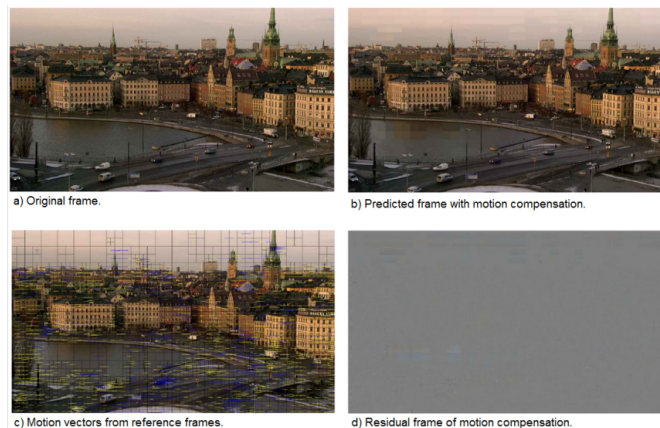 a) Original frame.
b) Predicted frame with motion compensation.
c) Motion vectors from reference frames.
d) Residual frame of motion compensation.